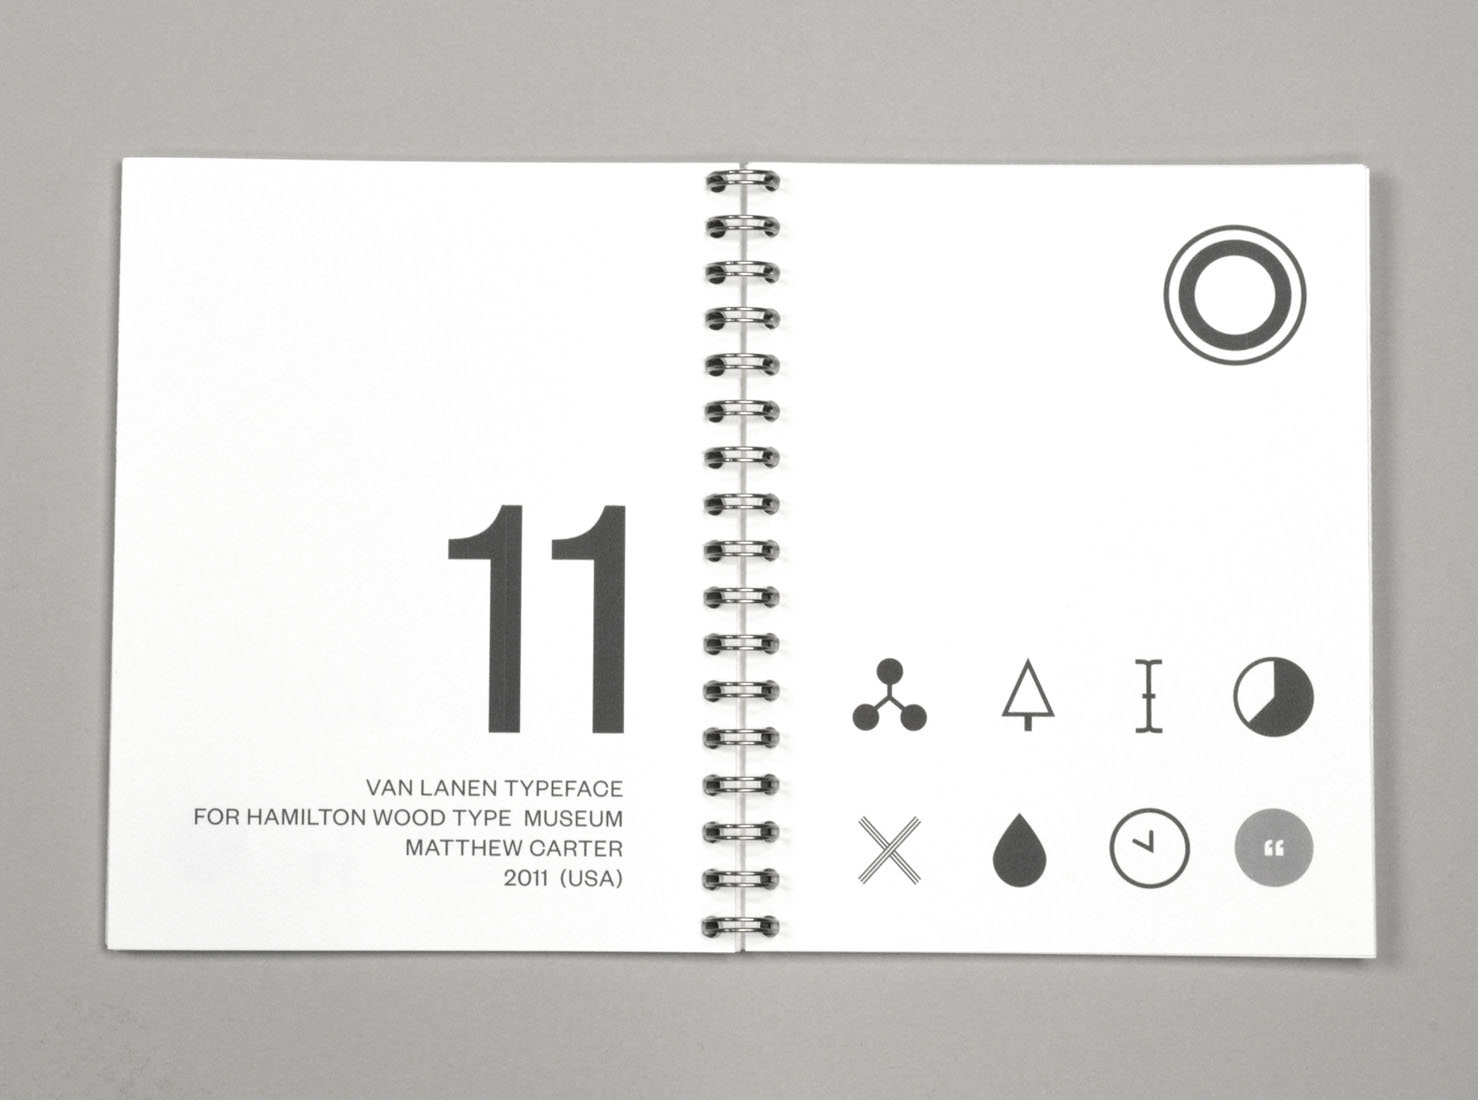 11
VAN LANEN TYPEFACE
FOR HAMILTON WOOD TYPE MUSEUM
MATTHEW CARTER
2011 (USA)
“